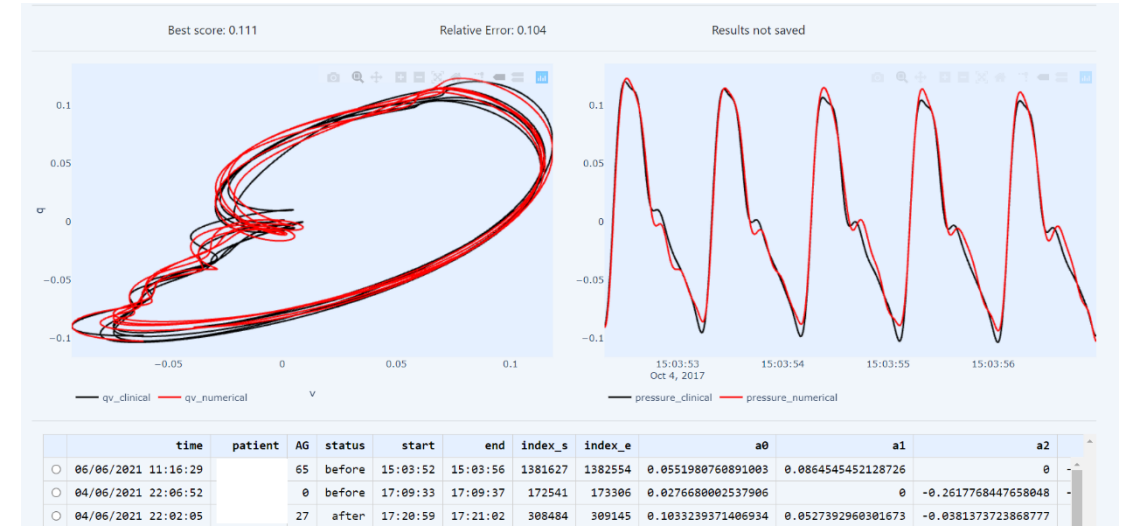 Best score: 0.111 Relative Error: 0.104 Results not saved
0.1
0.05
0
−0.05
−0.1
q
−0.05 0 0.05 0.1
v
qv_clinical qv_numerical
0.1
0.05
0
−0.05
−0.1
15:03:53 15:03:54 15:03:55 15:03:56
Oct 4, 2017
pressure_clinical pressure_numerical
time patient AG status start end index_s index_e a0 a1 a2
06/06/2021 11:16:29 65 before 15:03:52 15:03:56 1381627 1382554 0.0551980760891003 0.0864545452128726 0 -
04/06/2021 22:06:52 0 before 17:09:33 17:09:37 172541 173306 0.0276680002537906 0 -0.2617768447658048 -
04/06/2021 22:02:05 27 after 17:20:59 17:21:02 308484 309145 0.1033239371406934 0.0527392960301673 -0.0381373723868777